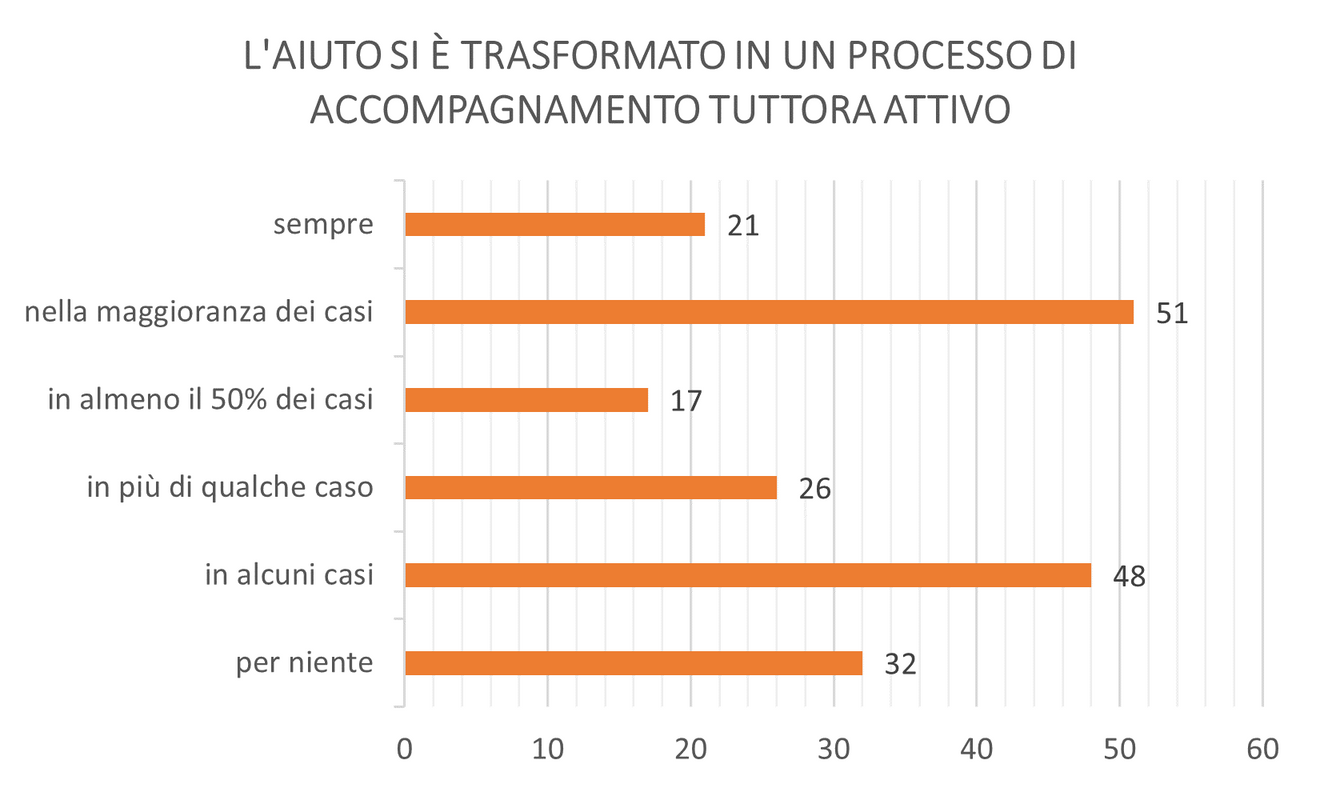 L'AIUTO SI È TRASFORMATO IN UN PROCESSO DI
ACCOMPAGNAMENTO TUTTORA ATTIVO
sempre 21
nella maggioranza dei casi 51
in almeno il 50% dei casi 17
in più di qualche caso 26
in alcuni casi 48
per niente 32
0 10 20 30 40 50 60